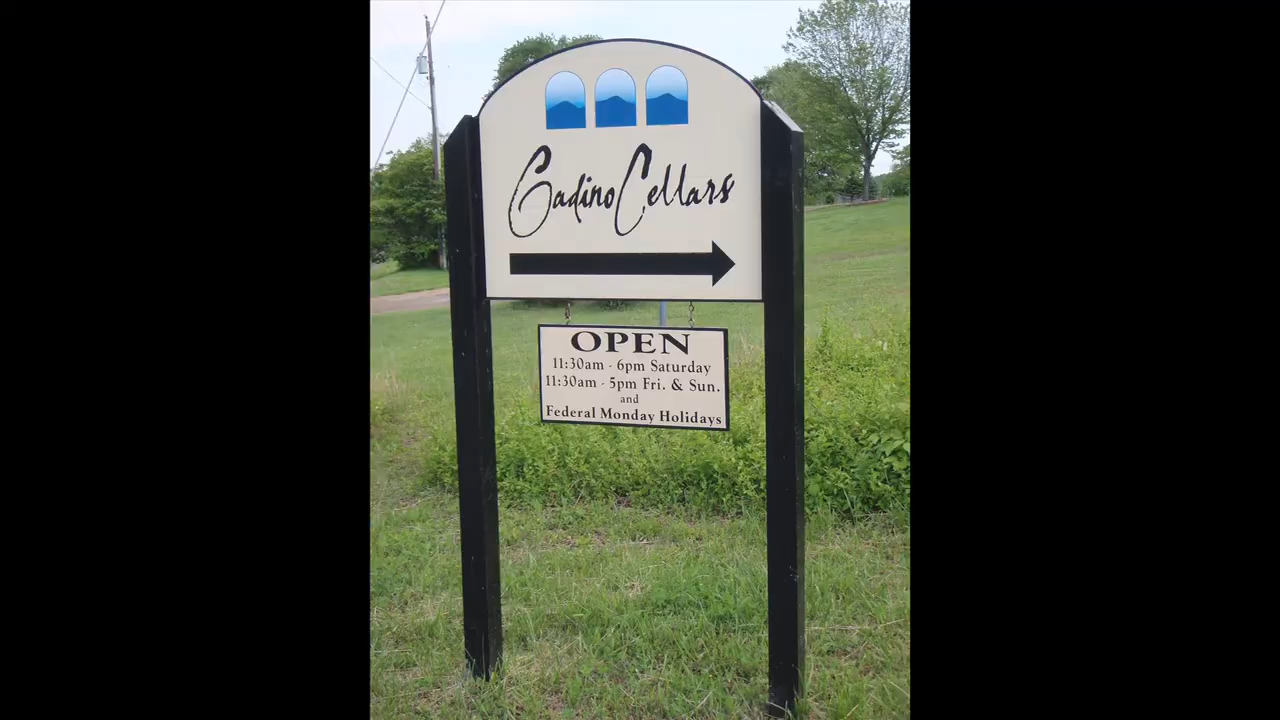 Gadino Cellars
OPEN
11:30am - 6pm Saturday
11:30am - 5pm Fri. & Sun.
and
Federal Monday Holidays